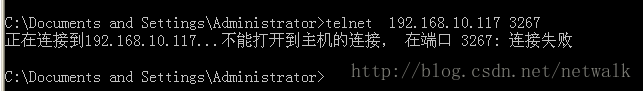 C:\Documents and Settings\Administrator>telnet  192.168.10.117 3267
正在连接到192.168.10.117...不能打开到主机的连接， 在端口 3267: 连接失败
C:\Documents and Settings\Administrator>
http://blog.csdn.net/netwalk